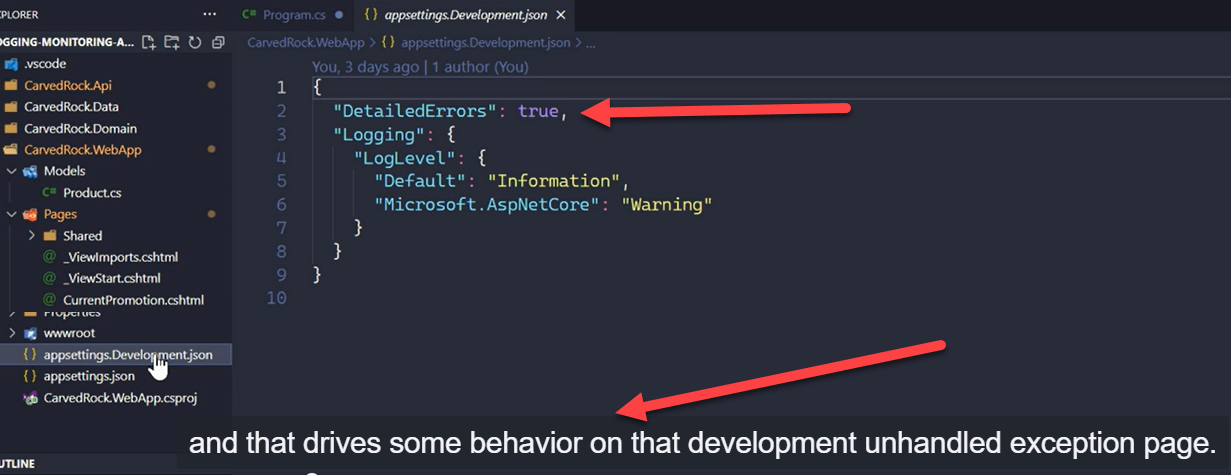 XPLORER
...
C# Program.cs
{} appsettings.Development.json
OGGING-MONITORING-A...
CarvedRock.WebApp > {} appsettings.Development.json > ...
.vscode
CarvedRock.Api
CarvedRock.Data
CarvedRock.Domain
CarvedRock.WebApp
Models
C# Product.cs
Pages
Shared
@ _ViewImports.cshtml
@ _ViewStart.cshtml
@ CurrentPromotion.cshtml
Properties
wwwroot
{} appsettings.Development.json
{} appsettings.json
CarvedRock.WebApp.csproj
UTLINE
You, 3 days ago | 1 author (You)
1 {
2 "DetailedErrors": true,
3 "Logging": {
4 "LogLevel": {
5 "Default": "Information",
6 "Microsoft.AspNetCore": "Warning"
7 }
8 }
9 }
10
and that drives some behavior on that development unhandled exception page.